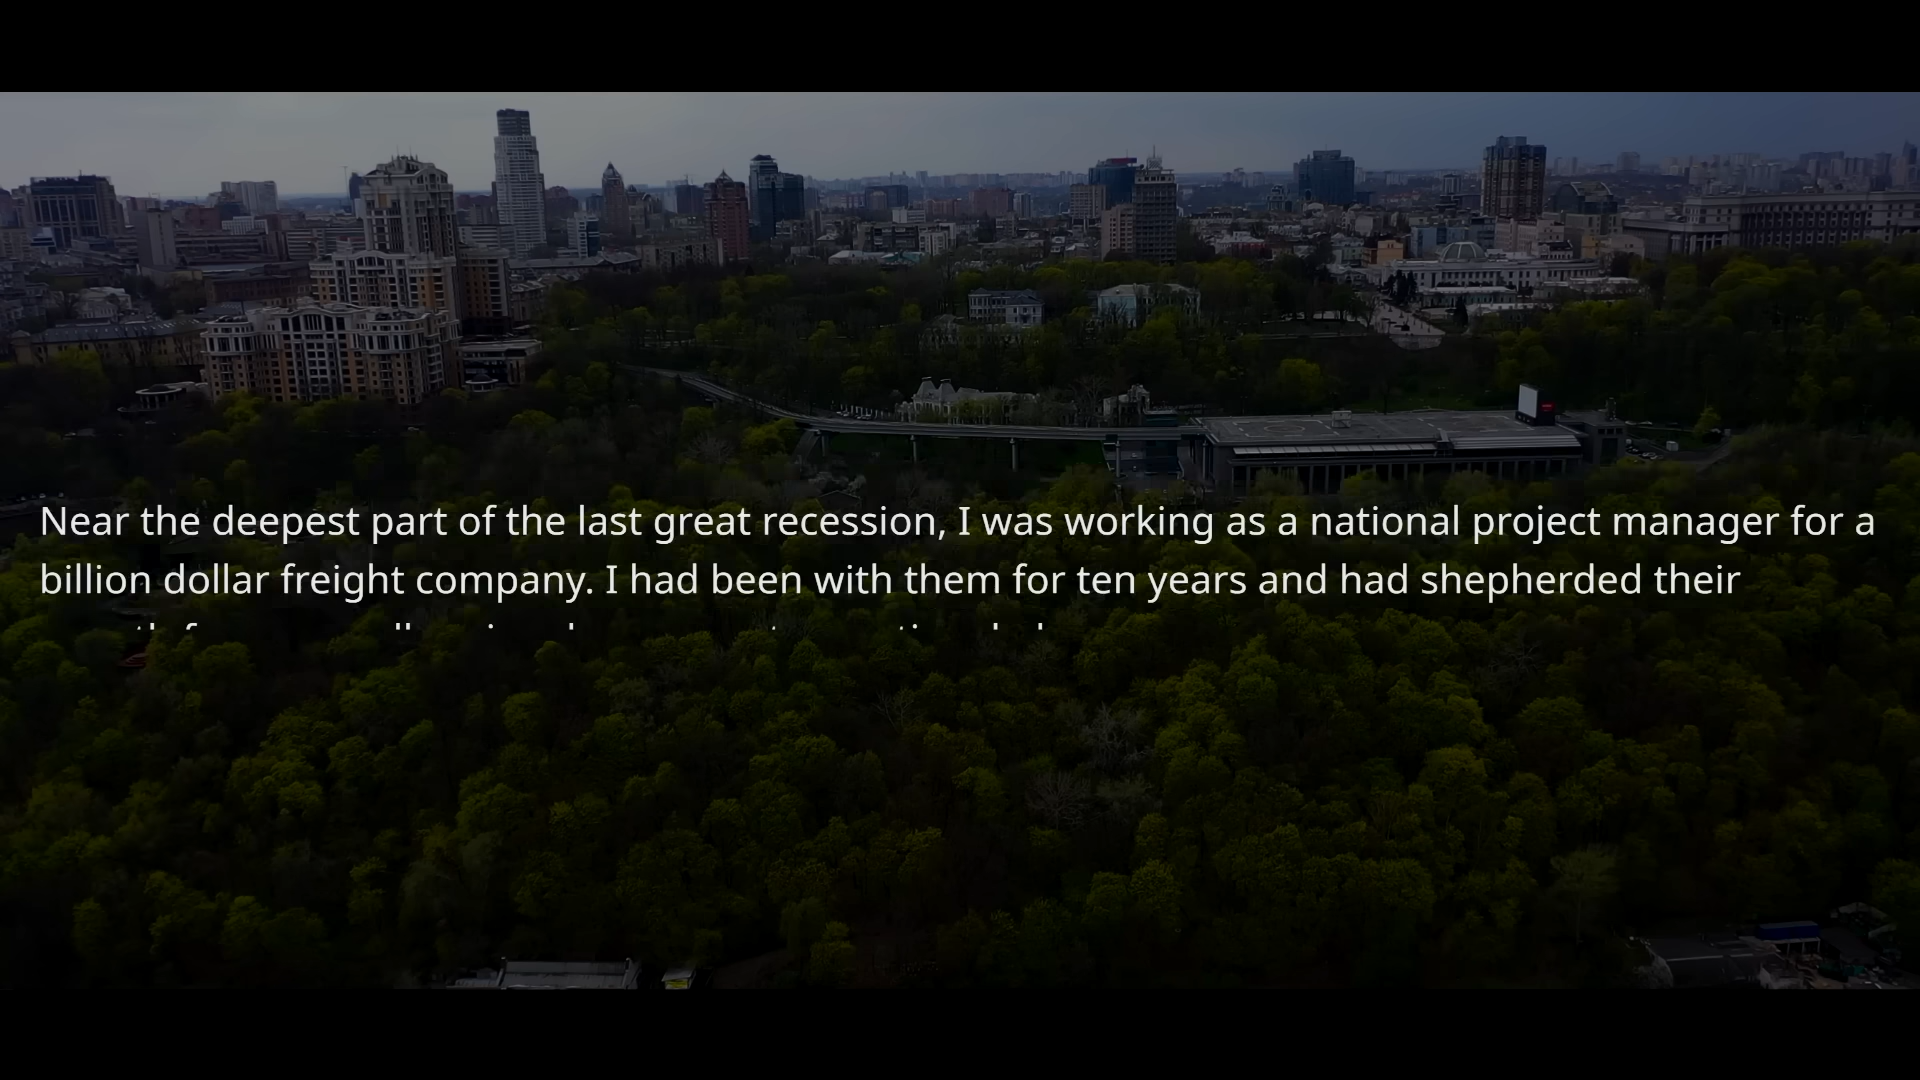 Near the deepest part of the last great recession, I was working as a national project manager for a
billion dollar freight company. I had been with them for ten years and had shepherded their